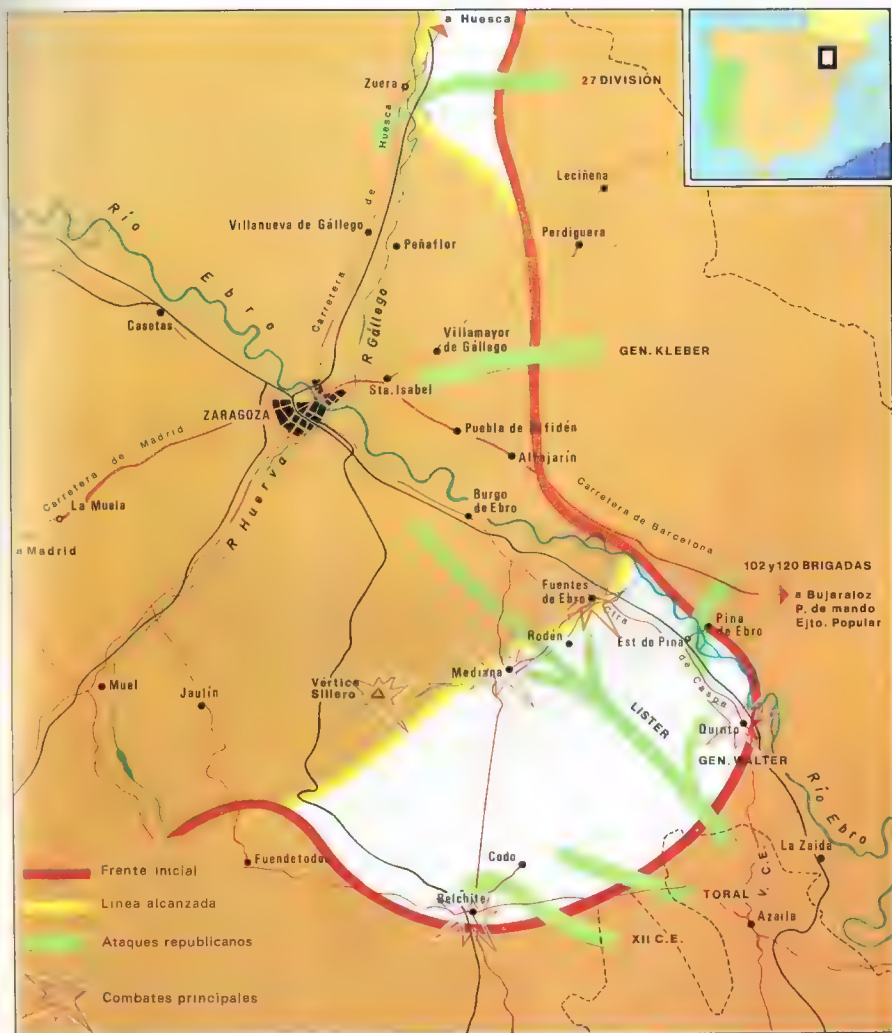 a Huesca
Zuera
27 DIVISIÓN
Carretera de Huesca
Leciñena
Río Ebro
Villanueva de Gállego
Peñaflor
Perdiguera
R. Gállego
Casetas
Villamayor
de Gállego
GEN. KLEBER
Sta. Isabel
ZARAGOZA
Puebla de Alfidén
Carretera de Madrid
Alfajarín
La Muela
R. Huerva
Burgo
de Ebro
Carretera de Barcelona
a Madrid
102 y 120 BRIGADAS
a Bujaraloz
P. de mando
Ejto. Popular
Fuentes
de Ebro
Pina
de Ebro
Rodén
Est de Pina
Mediana
Muel
Jaulín
Vértice
Sillero
LISTER
Quinto
GEN. WALTER
Río Ebro
La Zaida
Fuendetodos
Codo
Belchite
TORAL
V. C.E.
Azaila
XII C.E.
Frente inicial
Línea alcanzada
Ataques republicanos
Combates principales